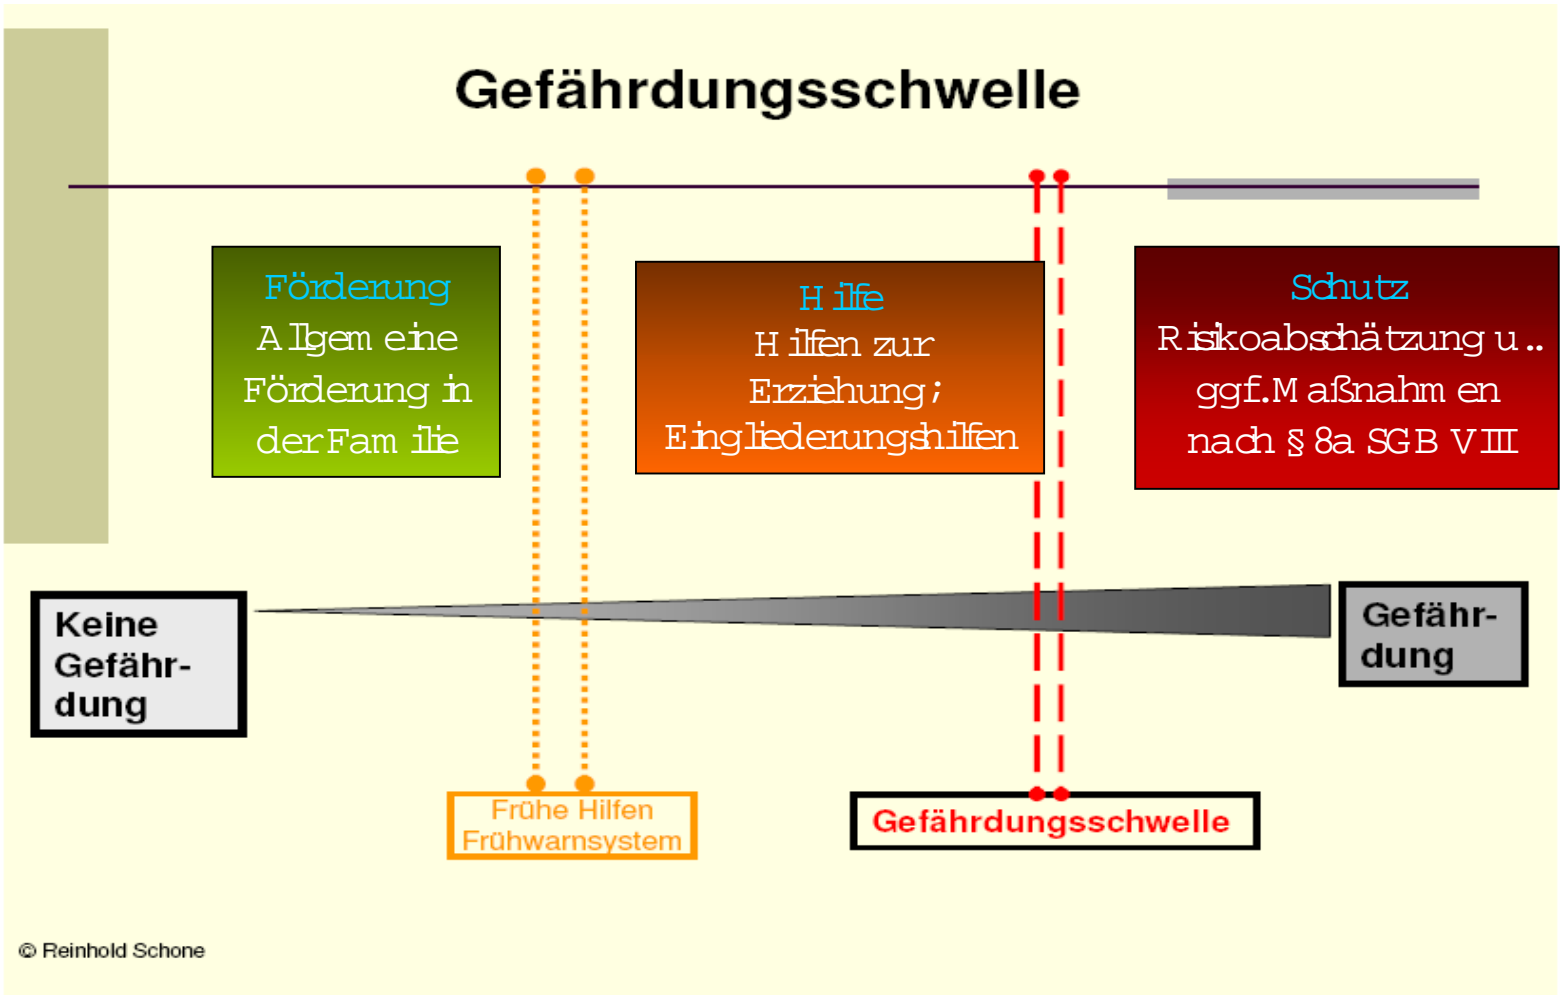 Gefährdungsschwelle
Förderung
Allgemeine
Förderung in
der Familie
Hilfe
Hilfen zur
Erziehung;
Eingliederungshilfen
Schutz
Risikoabschätzung u..
ggf. Maßnahmen
nach § 8a SGB VIII
Keine
Gefähr-
dung
Gefähr-
dung
Frühe Hilfen
Frühwarnsystem
Gefährdungsschwelle
© Reinhold Schone